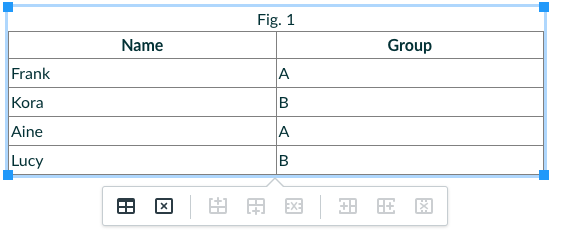 Fig. 1
Name Group
Frank A
Kora B
Aine A
Lucy B